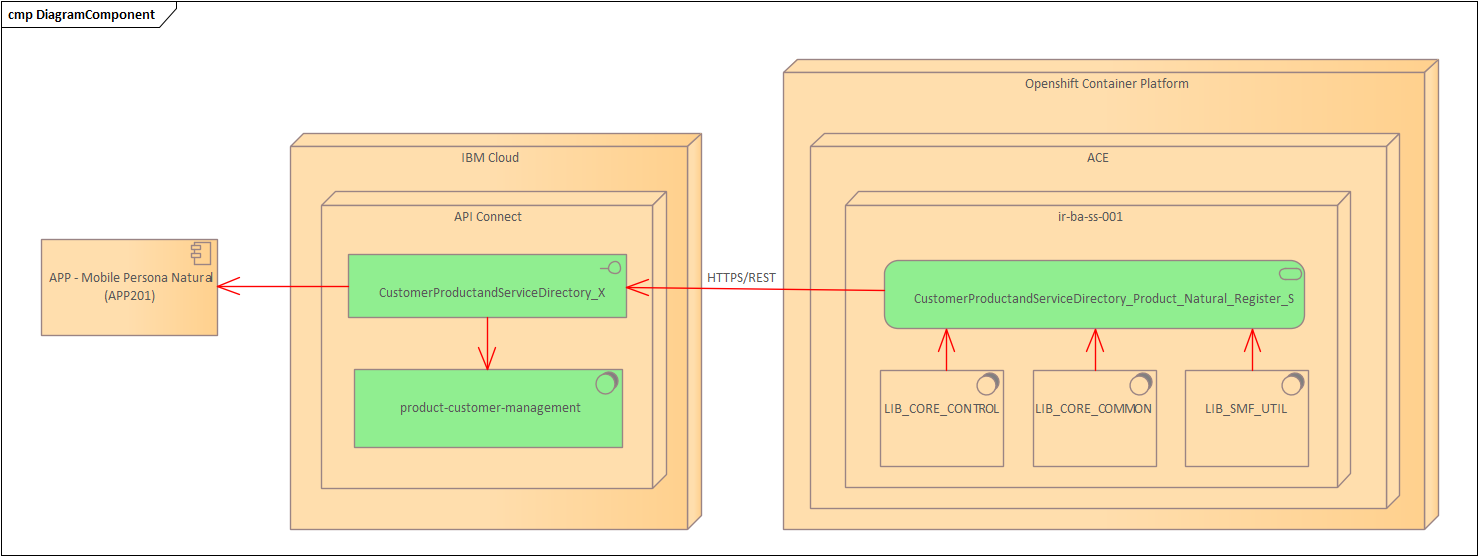 cmp DiagramComponent
Openshift Container Platform
IBM Cloud
ACE
API Connect
ir-ba-ss-001
APP - Mobile Persona Natural
(APP201)
CustomerProductandServiceDirectory_X
HTTPS/REST
CustomerProductandServiceDirectory_Product_Natural_Register_S
product-customer-management
LIB_CORE_CONTROL
LIB_CORE_COMMON
LIB_SMF_UTIL